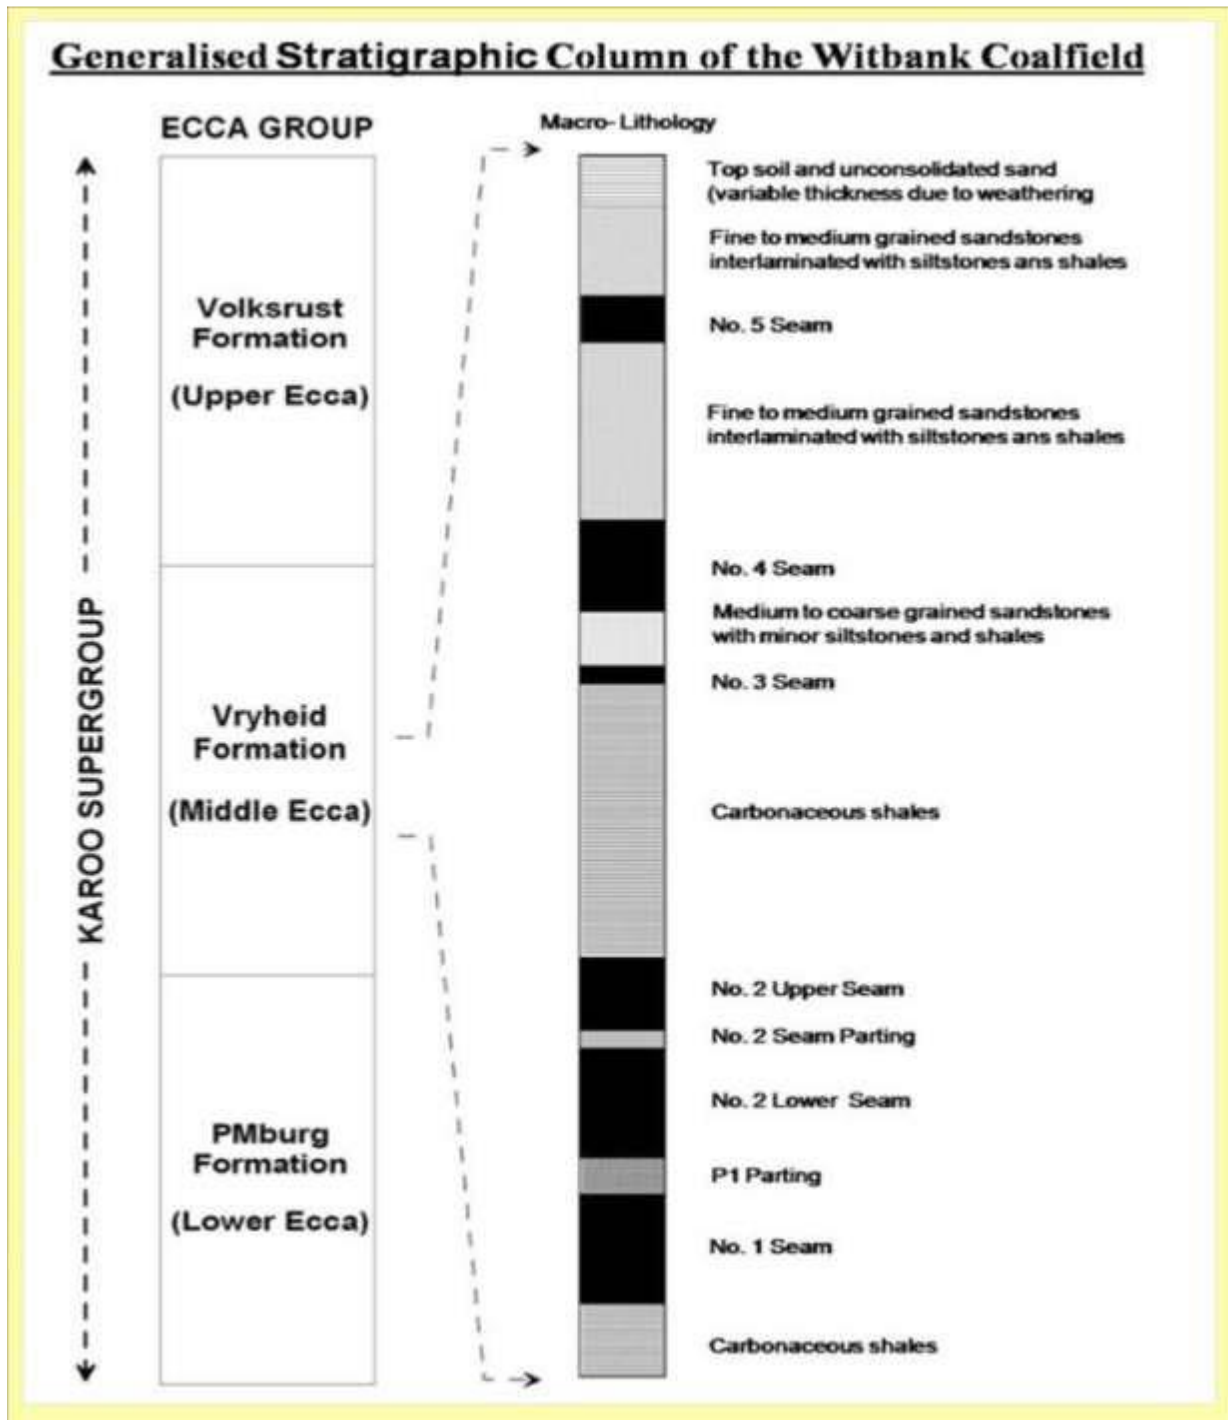 Generalised Stratigraphic Column of the Witbank Coalfield
ECCA GROUP
Macro- Lithology
KAROO SUPERGROUP
Volksrust
Formation
(Upper Ecca)
Vryheid
Formation
(Middle Ecca)
PMburg
Formation
(Lower Ecca)
Top soil and unconsolidated sand
(variable thickness due to weathering
Fine to medium grained sandstones
interlaminated with siltstones ans shales
No. 5 Seam
Fine to medium grained sandstones
interlaminated with siltstones ans shales
No. 4 Seam
Medium to coarse grained sandstones
with minor siltstones and shales
No. 3 Seam
Carbonaceous shales
No. 2 Upper Seam
No. 2 Seam Parting
No. 2 Lower Seam
P1 Parting
No. 1 Seam
Carbonaceous shales